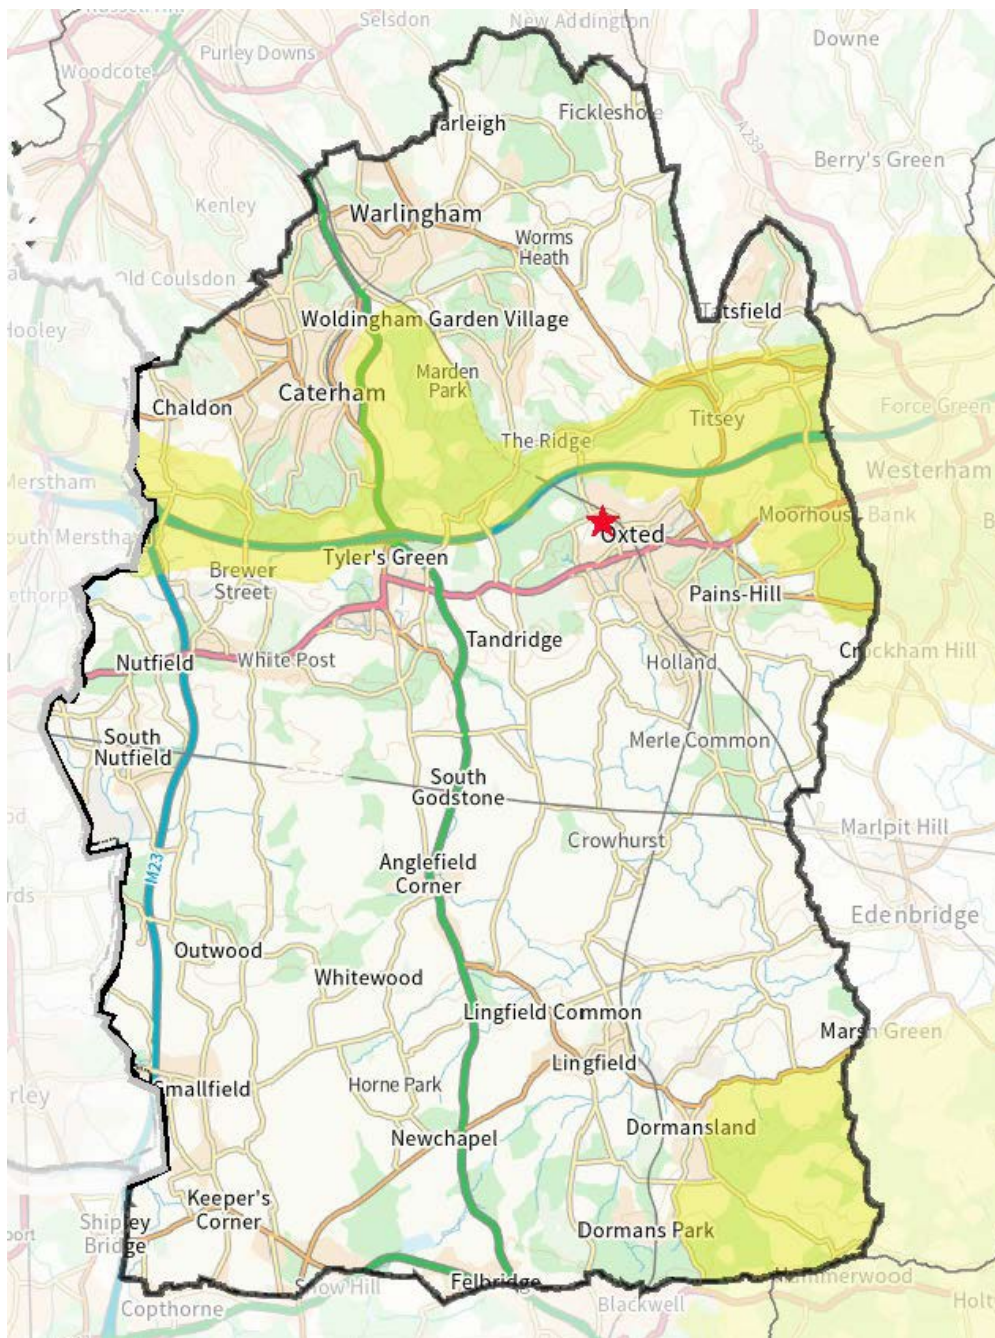 Selsdon
New Addington
Purley Downs
Downe
Woodcote
Fickleshole
arleigh
A233
Berry's Green
Kenley
Warlingham
Worms
Heath
Old Coulsdon
Tatsfield
Hooley
Woldingham Garden Village
Marden
Park
Caterham
Chaldon
Force Green
Titsey
The Ridge
Westerham
Merstham
Moorhouse Bank
outh Merstham
Oxted
Tyler's Green
Brewer
Street
Pains-Hill
Tandridge
Crockham Hill
Nutfield
White Post
Holland
South
Nutfield
Merle Common
South
Godstone
Marlpit Hill
Crowhurst
Anglefield
Corner
M23
Edenbridge
Outwood
Whitewood
Lingfield Common
Marsh Green
Lingfield
Horne Park
Smallfield
rley
Dormansland
Newchapel
Keeper's
Corner
Shipley
Bridge
Dormans Park
Snow Hill
Felbridge
Hammerwood
Copthorne
Blackwell
Holt